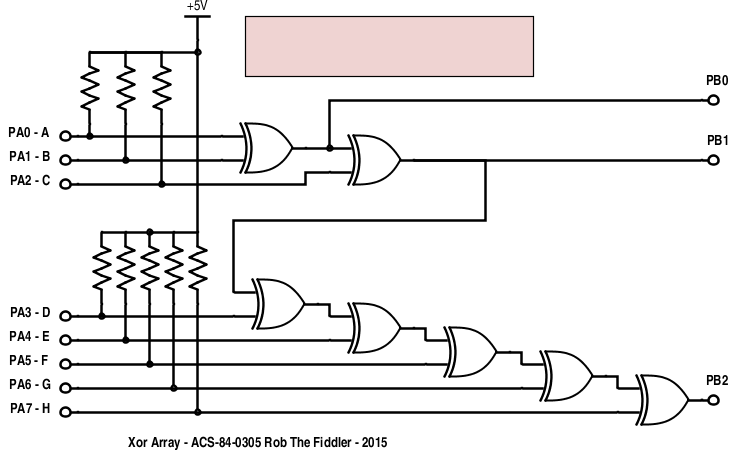 +5V
PB0
PA0 - A
PB1
PA1 - B
PA2 - C
PA3 - D
PA4 - E
PA5 - F
PA6 - G
PB2
PA7 - H
Xor Array - ACS-84-0305 Rob The Fiddler - 2015